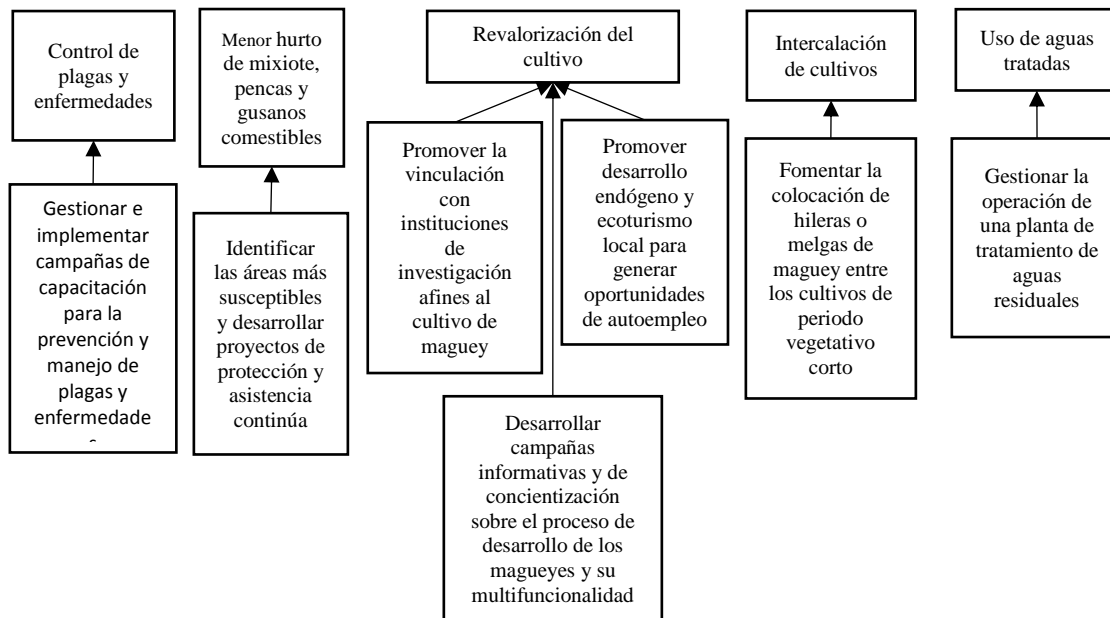 Control de
plagas y
enfermedades
Menor hurto
de mixiote,
pencas y
gusanos
comestibles
Revalorización del
cultivo
Intercalación
de cultivos
Uso de aguas
tratadas
Gestionar e
implementar
campañas de
capacitación
para la
prevención y
manejo de
plagas y
enfermedade
Identificar
las áreas más
susceptibles
y desarrollar
proyectos de
protección y
asistencia
continúa
Promover la
vinculación
con
instituciones
de
investigación
afines al
cultivo de
maguey
Promover
desarrollo
endógeno y
ecoturismo
local para
generar
oportunidades
de autoempleo
Fomentar la
colocación de
hileras o
melgas de
maguey entre
los cultivos de
periodo
vegetativo
corto
Gestionar la
operación de
una planta de
tratamiento de
aguas
residuales
Desarrollar
campañas
informativas y de
concientización
sobre el proceso de
desarrollo de los
magueyes y su
multifuncionalidad